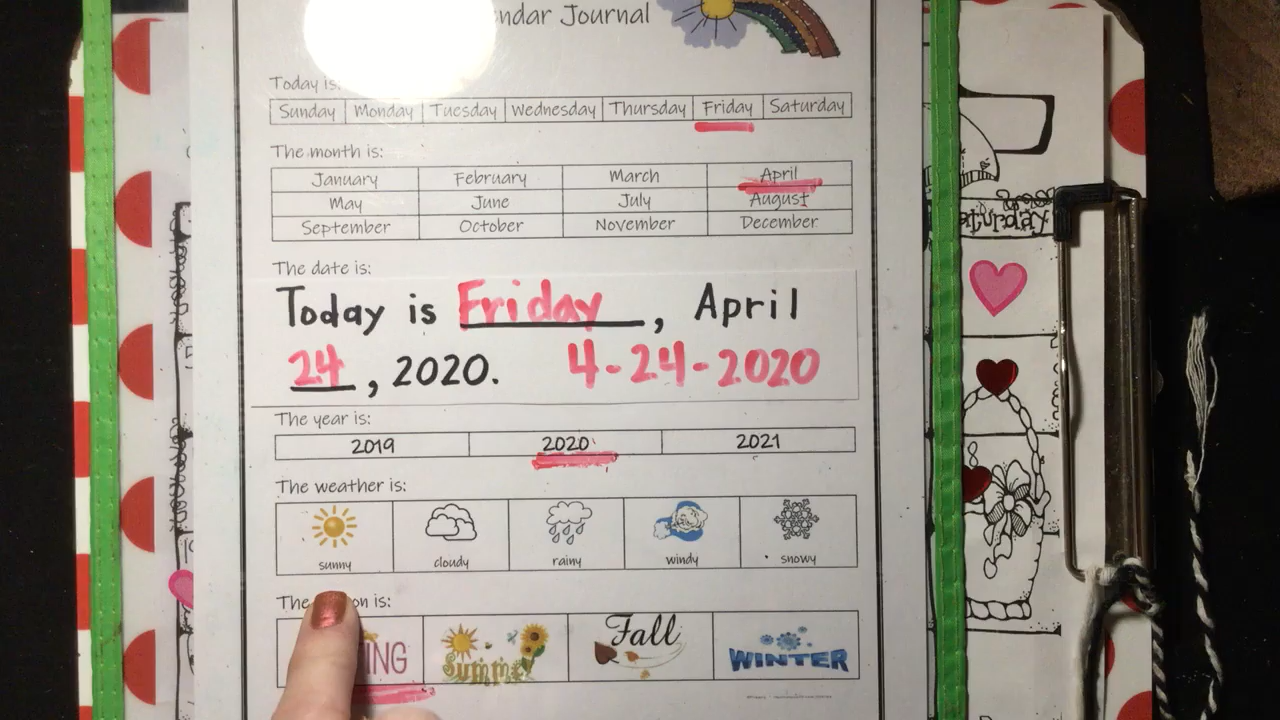 Calendar Journal
Today is:
Sunday Monday Tuesday Wednesday Thursday Friday Saturday
The month is:
January February March April
May June July August
September October November December
The date is:
Today is Friday, April
24, 2020. 4-24-2020
The year is:
2019 2020 2021
The weather is:
sunny cloudy rainy windy snowy
The is:
Summer Fall WINTER
Saturday